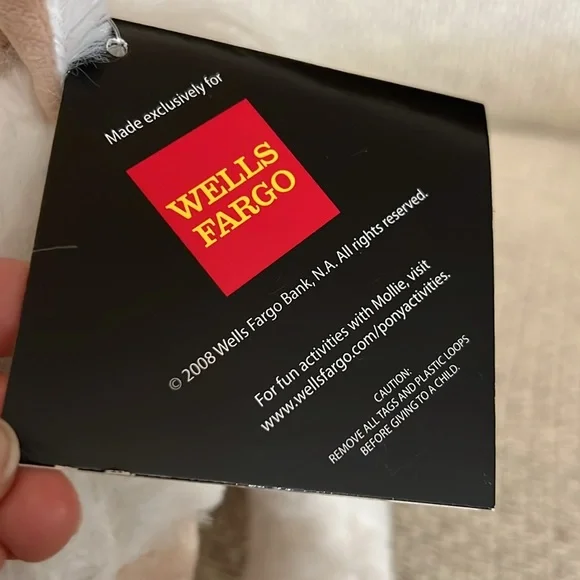 Made exclusively for
WELLS
FARGO
© 2008 Wells Fargo Bank, N.A. All rights reserved.
For fun activities with Mollie, visit
www.wellsfargo.com/ponyactivities.
CAUTION:
REMOVE ALL TAGS AND PLASTIC LOOPS
BEFORE GIVING TO A CHILD.